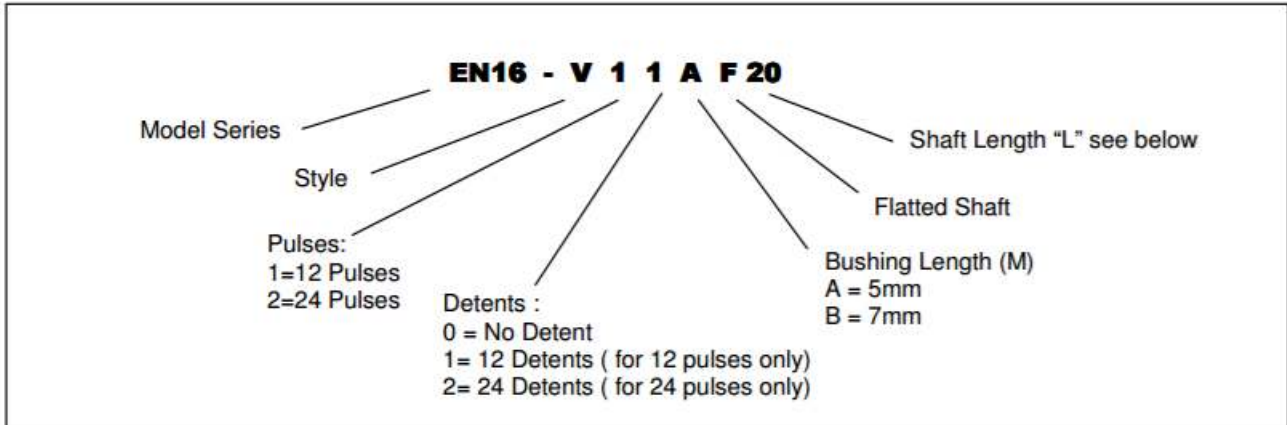 EN16 - V 1 1 A F 20
Model Series
Style
Pulses:
1=12 Pulses
2=24 Pulses
Detents :
0 = No Detent
1= 12 Detents ( for 12 pulses only)
2= 24 Detents ( for 24 pulses only)
Bushing Length (M)
A = 5mm
B = 7mm
Flatted Shaft
Shaft Length “L” see below